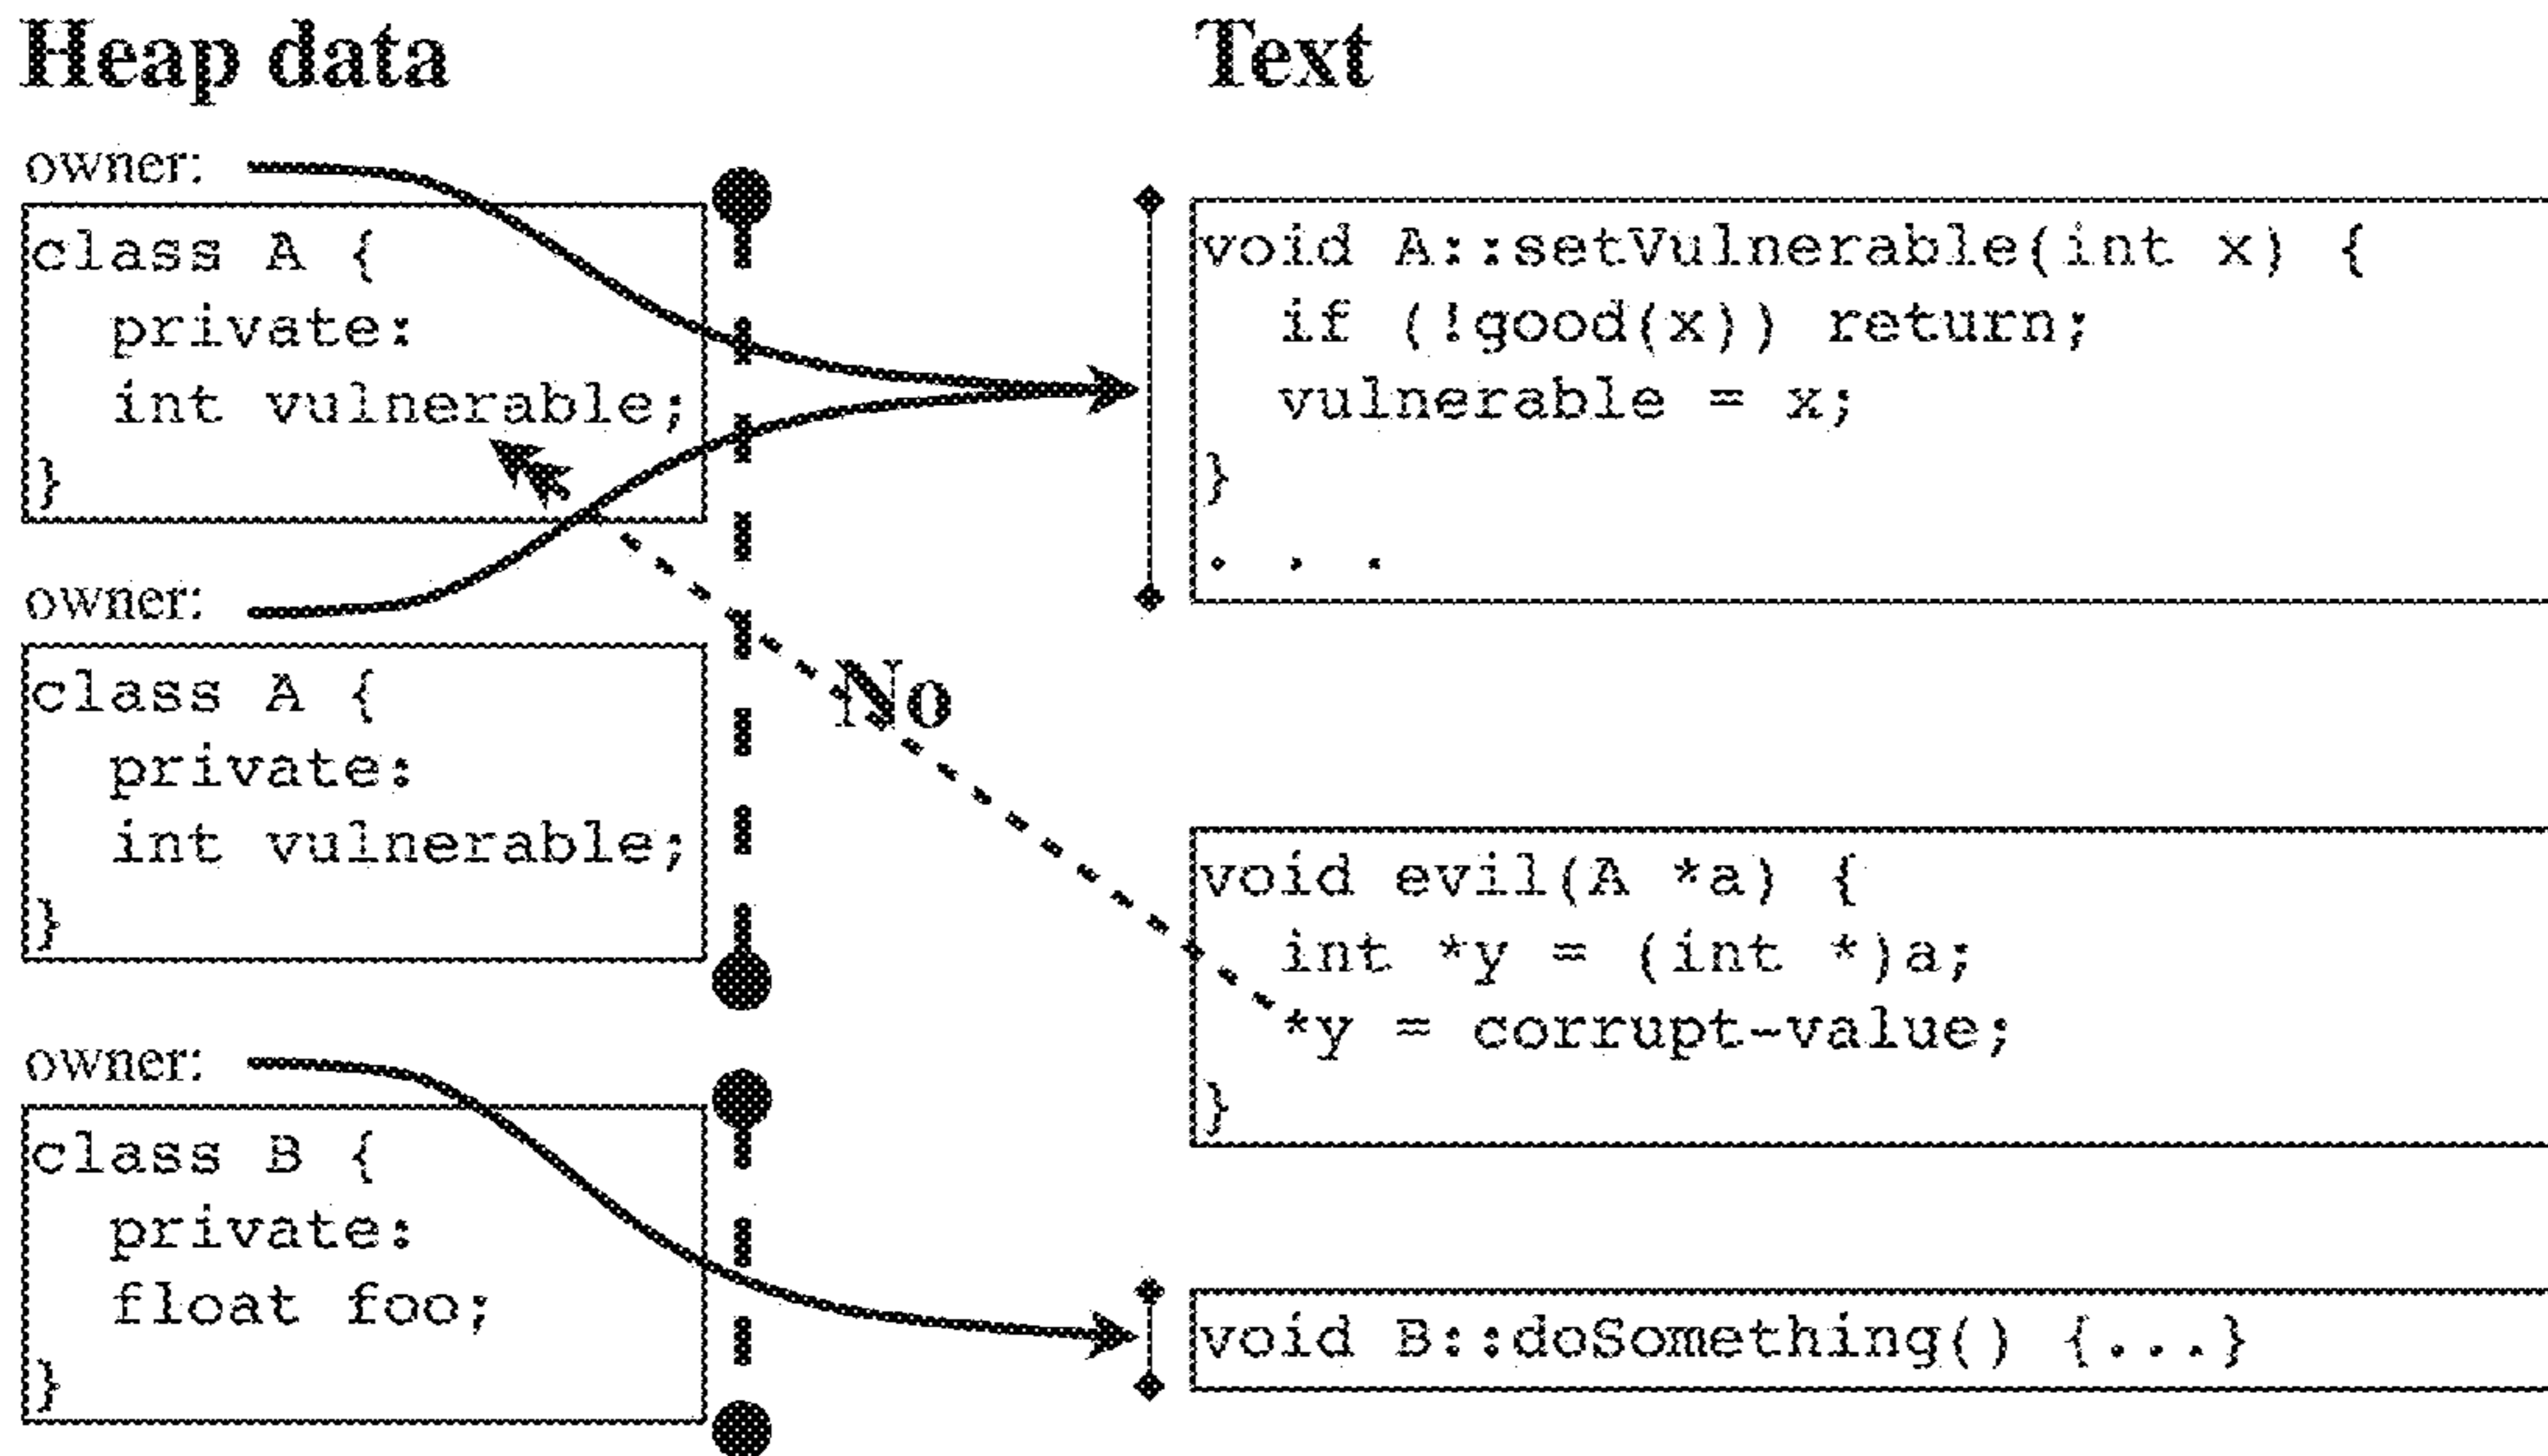 Heap data
owner:
class A {
private:
int vulnerable;
}
owner:
class A {
private:
int vulnerable;
}
owner:
class B {
private:
float foo;
}
No
Text
void A::setVulnerable(int x) {
if (!good(x)) return;
vulnerable = x;
}
. . .
void evil(A *a) {
int *y = (int *)a;
*y = corrupt-value;
}
void B::doSomething() {...}